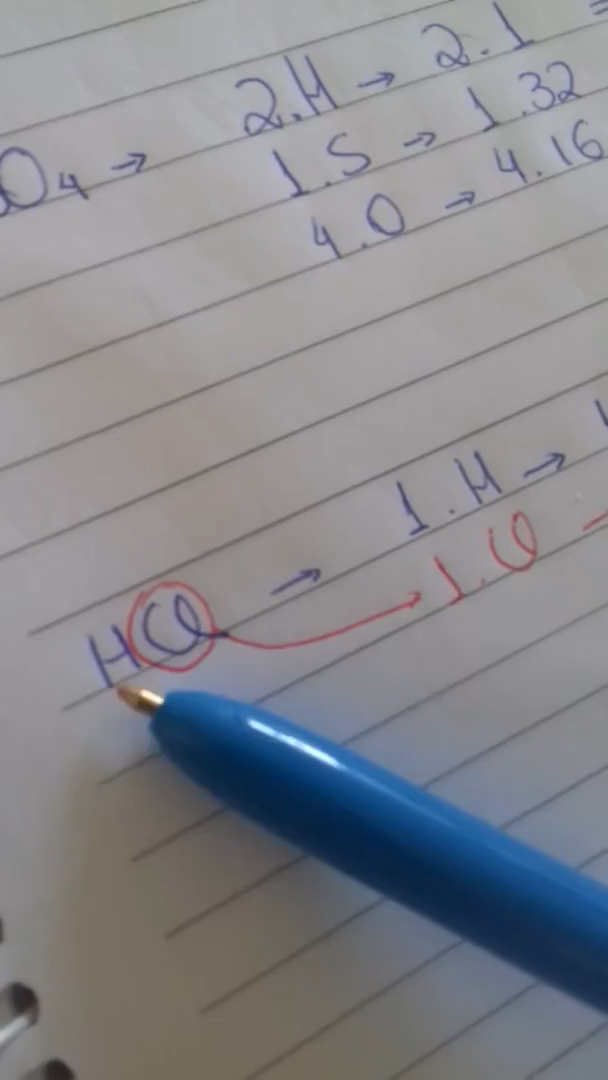 2.H → 2.1 =
O₄ → 1.S → 1.32
4.O → 4.16
1.H →
HCl → 1.Cl